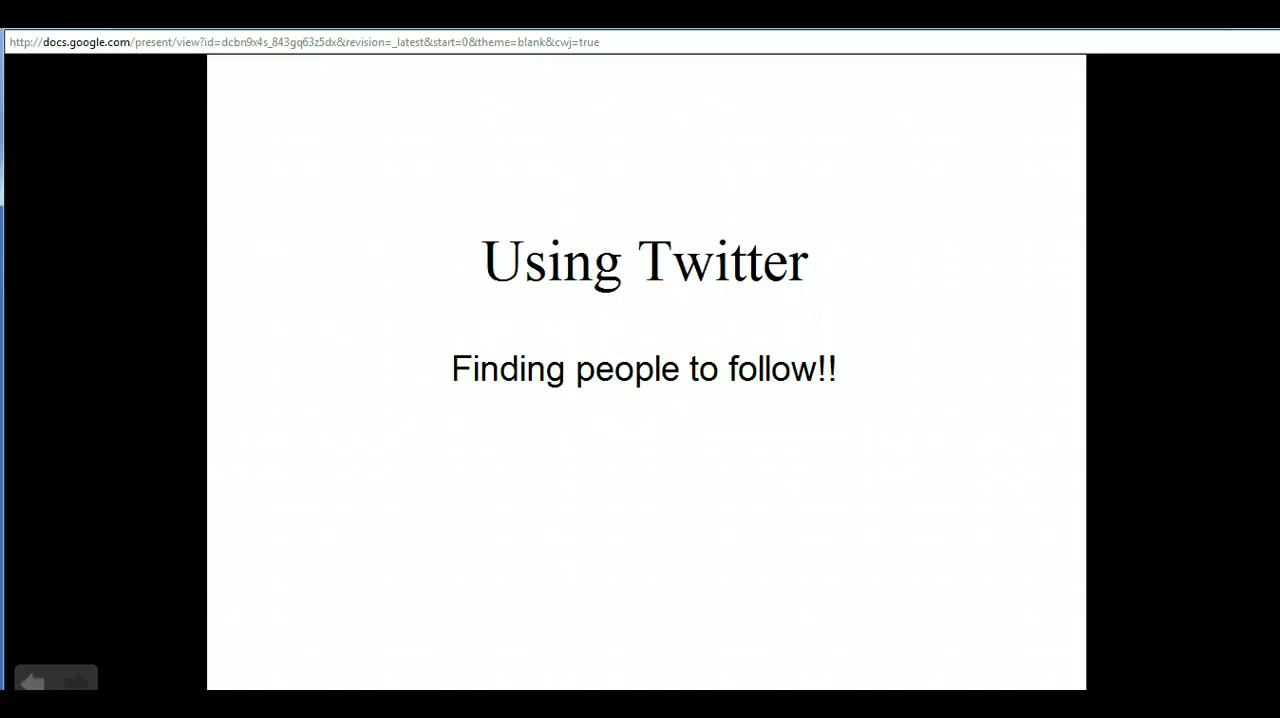 http://docs.google.com/present/view?id=dcbn9x4s_843gq63z5dx&revision=_latest&start=0&theme=blank&cwj=true
Using Twitter
Finding people to follow!!